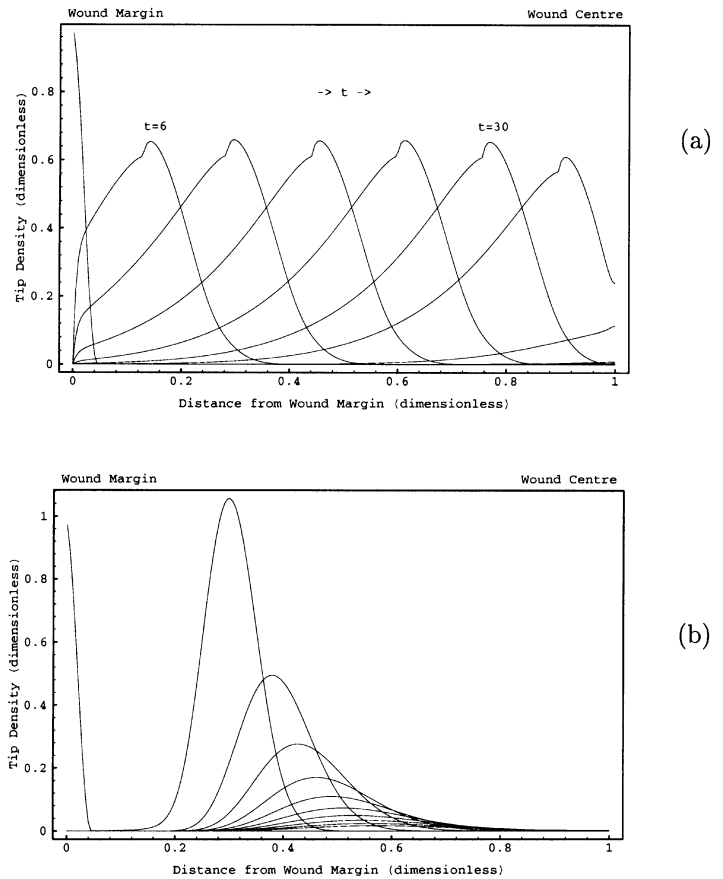 Wound Margin Wound Centre
0.8
-> t ->
t=6 t=30
(a)
0.6
0.4
0.2
0
0 0.2 0.4 0.6 0.8 1
Tip Density (dimensionless)
Distance from Wound Margin (dimensionless)
Wound Margin Wound Centre
1
0.8
(b)
0.6
0.4
0.2
0
0 0.2 0.4 0.6 0.8 1
Tip Density (dimensionless)
Distance from Wound Margin (dimensionless)